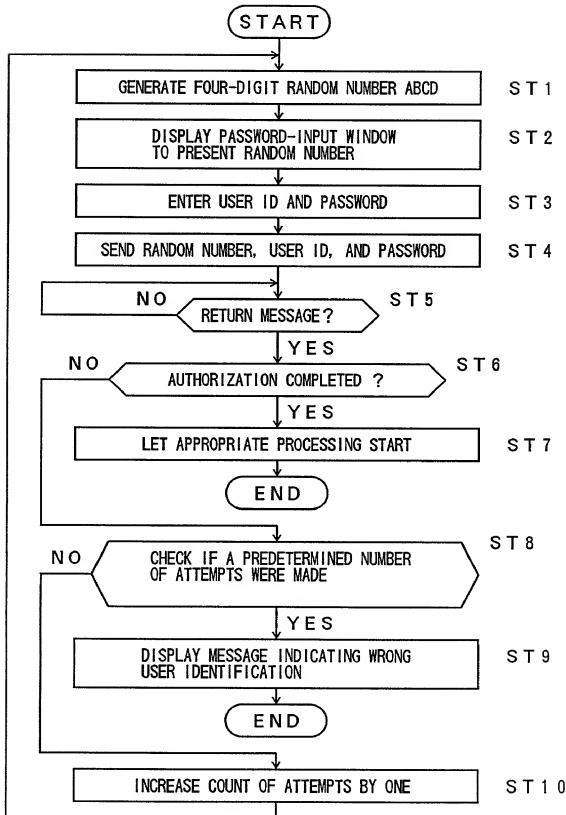 START
GENERATE FOUR-DIGIT RANDOM NUMBER ABCD ST1
DISPLAY PASSWORD-INPUT WINDOW
TO PRESENT RANDOM NUMBER
ST2
ENTER USER ID AND PASSWORD ST3
SEND RANDOM NUMBER, USER ID, AND PASSWORD ST4
NO
RETURN MESSAGE?
ST5
YES
NO
AUTHORIZATION COMPLETED ?
ST6
YES
LET APPROPRIATE PROCESSING START ST7
END
NO
CHECK IF A PREDETERMINED NUMBER
OF ATTEMPTS WERE MADE
ST8
YES
DISPLAY MESSAGE INDICATING WRONG
USER IDENTIFICATION
ST9
END
INCREASE COUNT OF ATTEMPTS BY ONE ST10